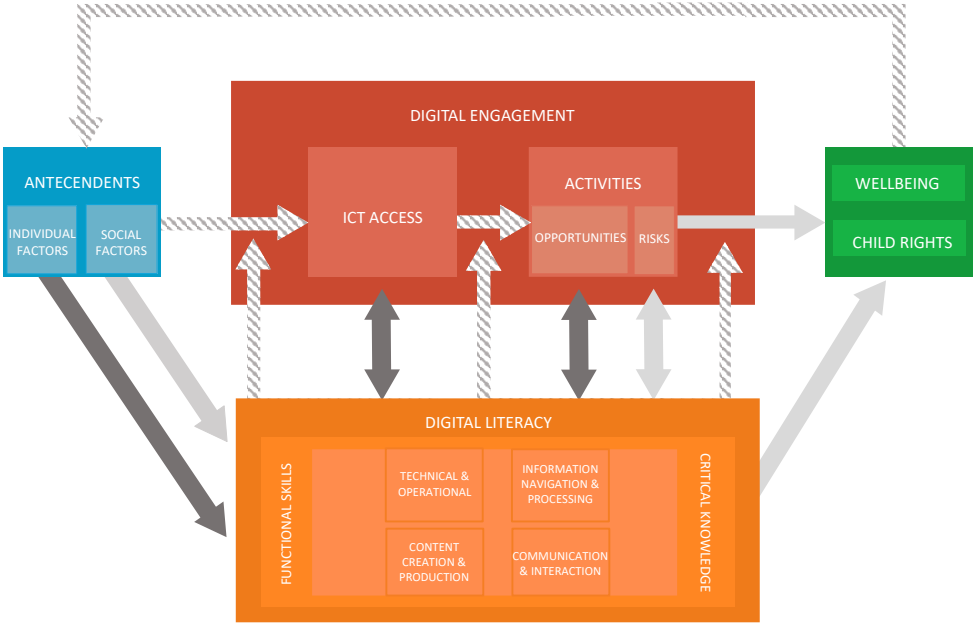 DIGITAL ENGAGEMENT
ANTECENDENTS
INDIVIDUAL
FACTORS
SOCIAL
FACTORS
ICT ACCESS
ACTIVITIES
OPPORTUNITIES
RISKS
WELLBEING
CHILD RIGHTS
DIGITAL LITERACY
FUNCTIONAL SKILLS
TECHNICAL &
OPERATIONAL
INFORMATION
NAVIGATION &
PROCESSING
CONTENT
CREATION &
PRODUCTION
COMMUNICATION
& INTERACTION
CRITICAL KNOWLEDGE